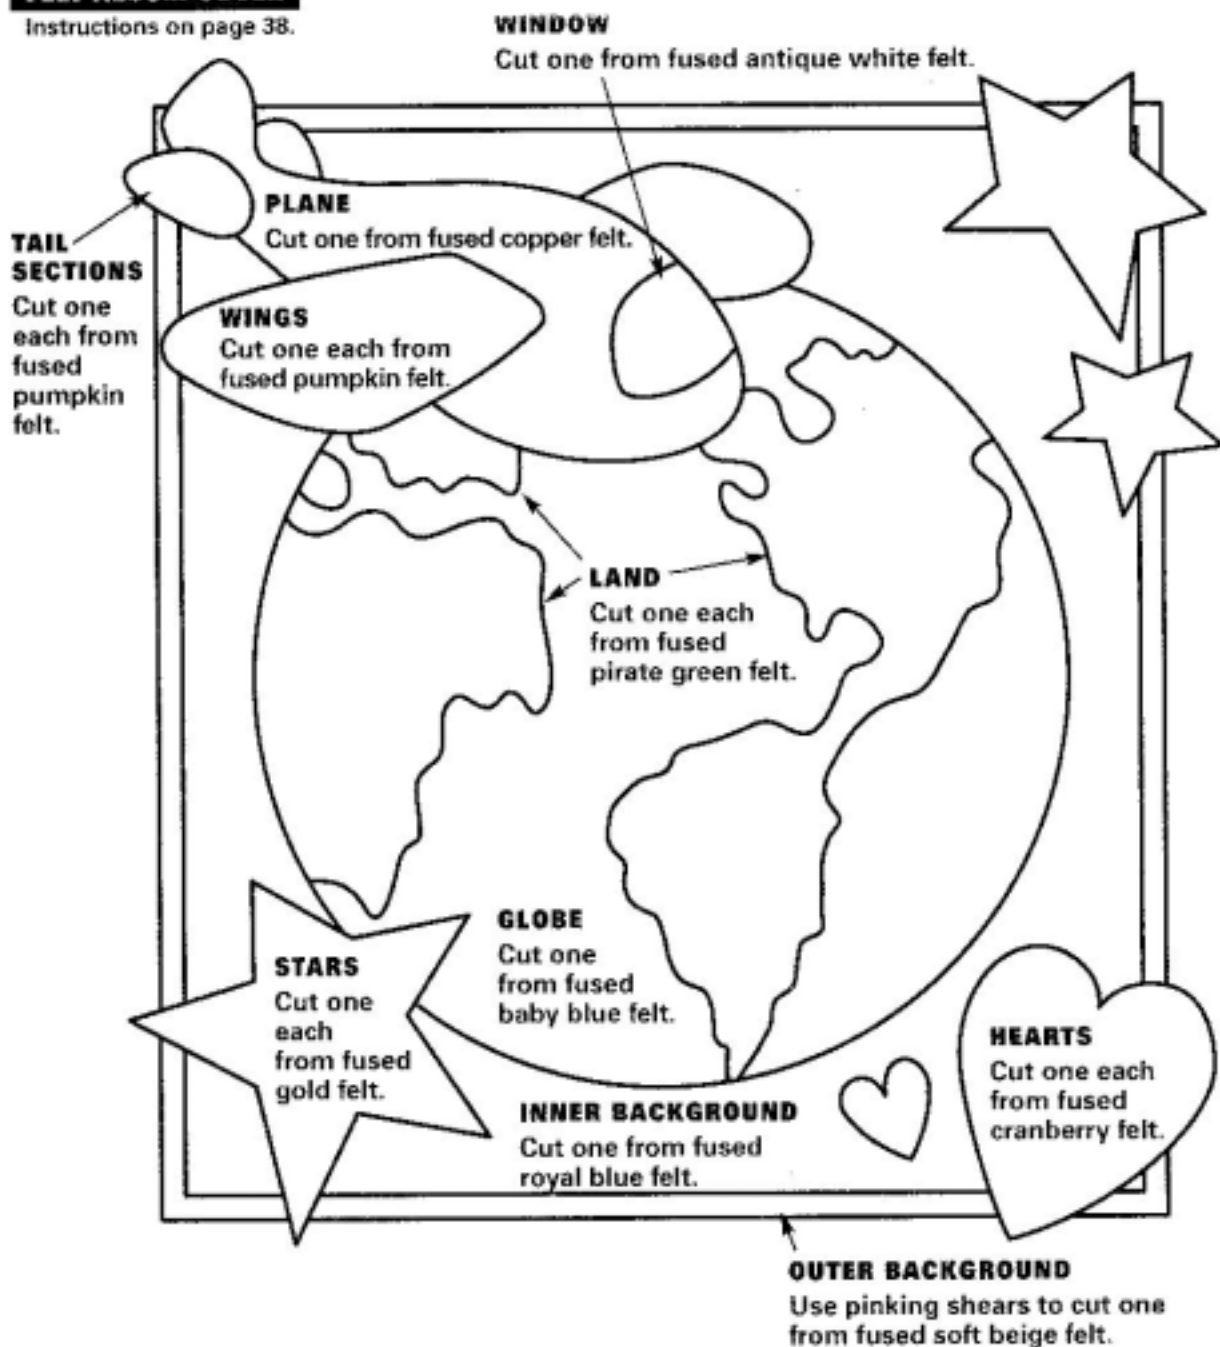 Instructions on page 38.
WINDOW
Cut one from fused antique white felt.
PLANE
Cut one from fused copper felt.
TAIL
SECTIONS
Cut one
each from
fused
pumpkin
felt.
WINGS
Cut one each from
fused pumpkin felt.
LAND
Cut one each
from fused
pirate green felt.
GLOBE
Cut one
from fused
baby blue felt.
STARS
Cut one
each
from fused
gold felt.
HEARTS
Cut one each
from fused
cranberry felt.
INNER BACKGROUND
Cut one from fused
royal blue felt.
OUTER BACKGROUND
Use pinking shears to cut one
from fused soft beige felt.